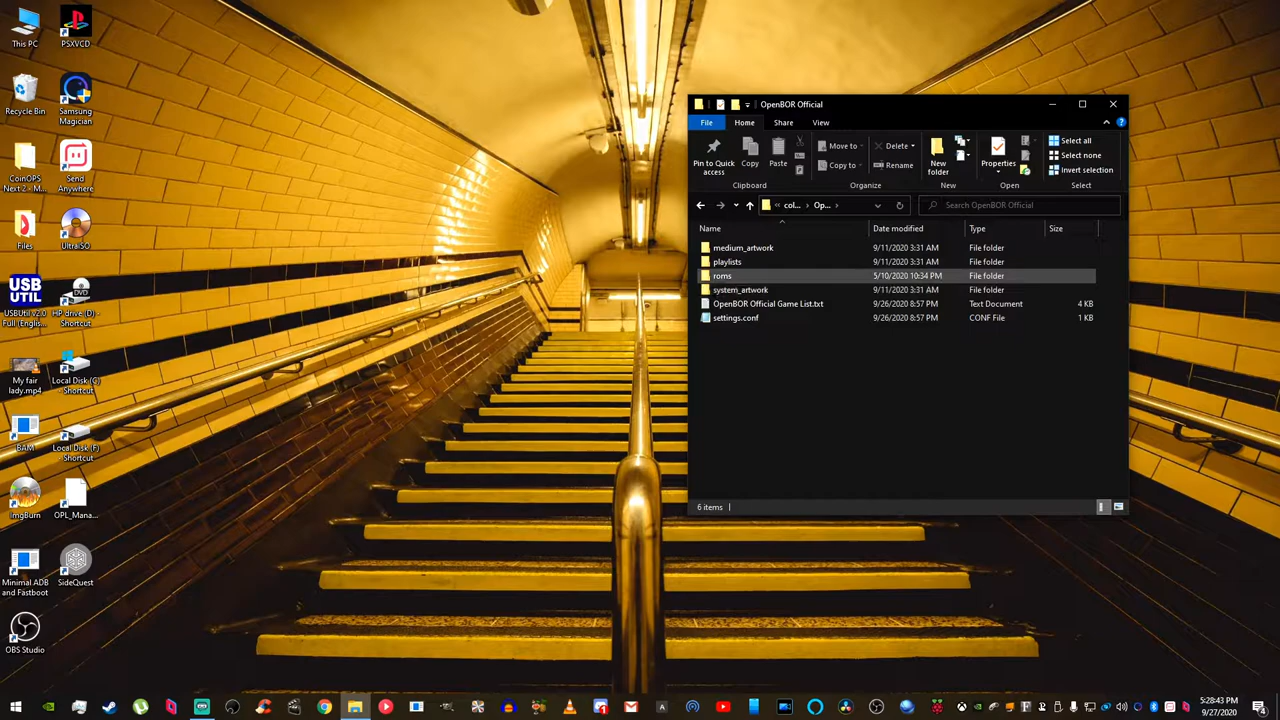 This PC
PSXVCD
Recycle Bin
Samsung
Magician
CoinOPS
Next 2 - M...
Send
Anywhere
Files
UltraISO
USB
UTIL
USBUtil v2.0
Full (Englis...
HP drive (D) -
Shortcut
DVD
My fair
lady.mp4
Local Disk (C)
Shortcut
BAM
Local Disk (F)
Shortcut
ImgBurn
OPL_Mana...
Minimal ADB
and Fastboot
SideQuest
OBS Studio
OpenBOR Official
File
Home
Share
View
Pin to Quick
access
Copy
Paste
Move to
Copy to
Delete
Rename
New
folder
Properties
Select all
Select none
Invert selection
Clipboard
Organize
New
Open
Select
« col... › Op... ›
Search OpenBOR Official
Name
Date modified
Type
Size
medium_artwork 9/11/2020 3:31 AM File folder
playlists 9/11/2020 3:31 AM File folder
roms 5/10/2020 10:34 PM File folder
system_artwork 9/11/2020 3:31 AM File folder
OpenBOR Official Game List.txt 9/26/2020 8:57 PM Text Document 4 KB
settings.conf 9/26/2020 8:57 PM CONF File 1 KB
6 items
5:28:43 PM
9/27/2020